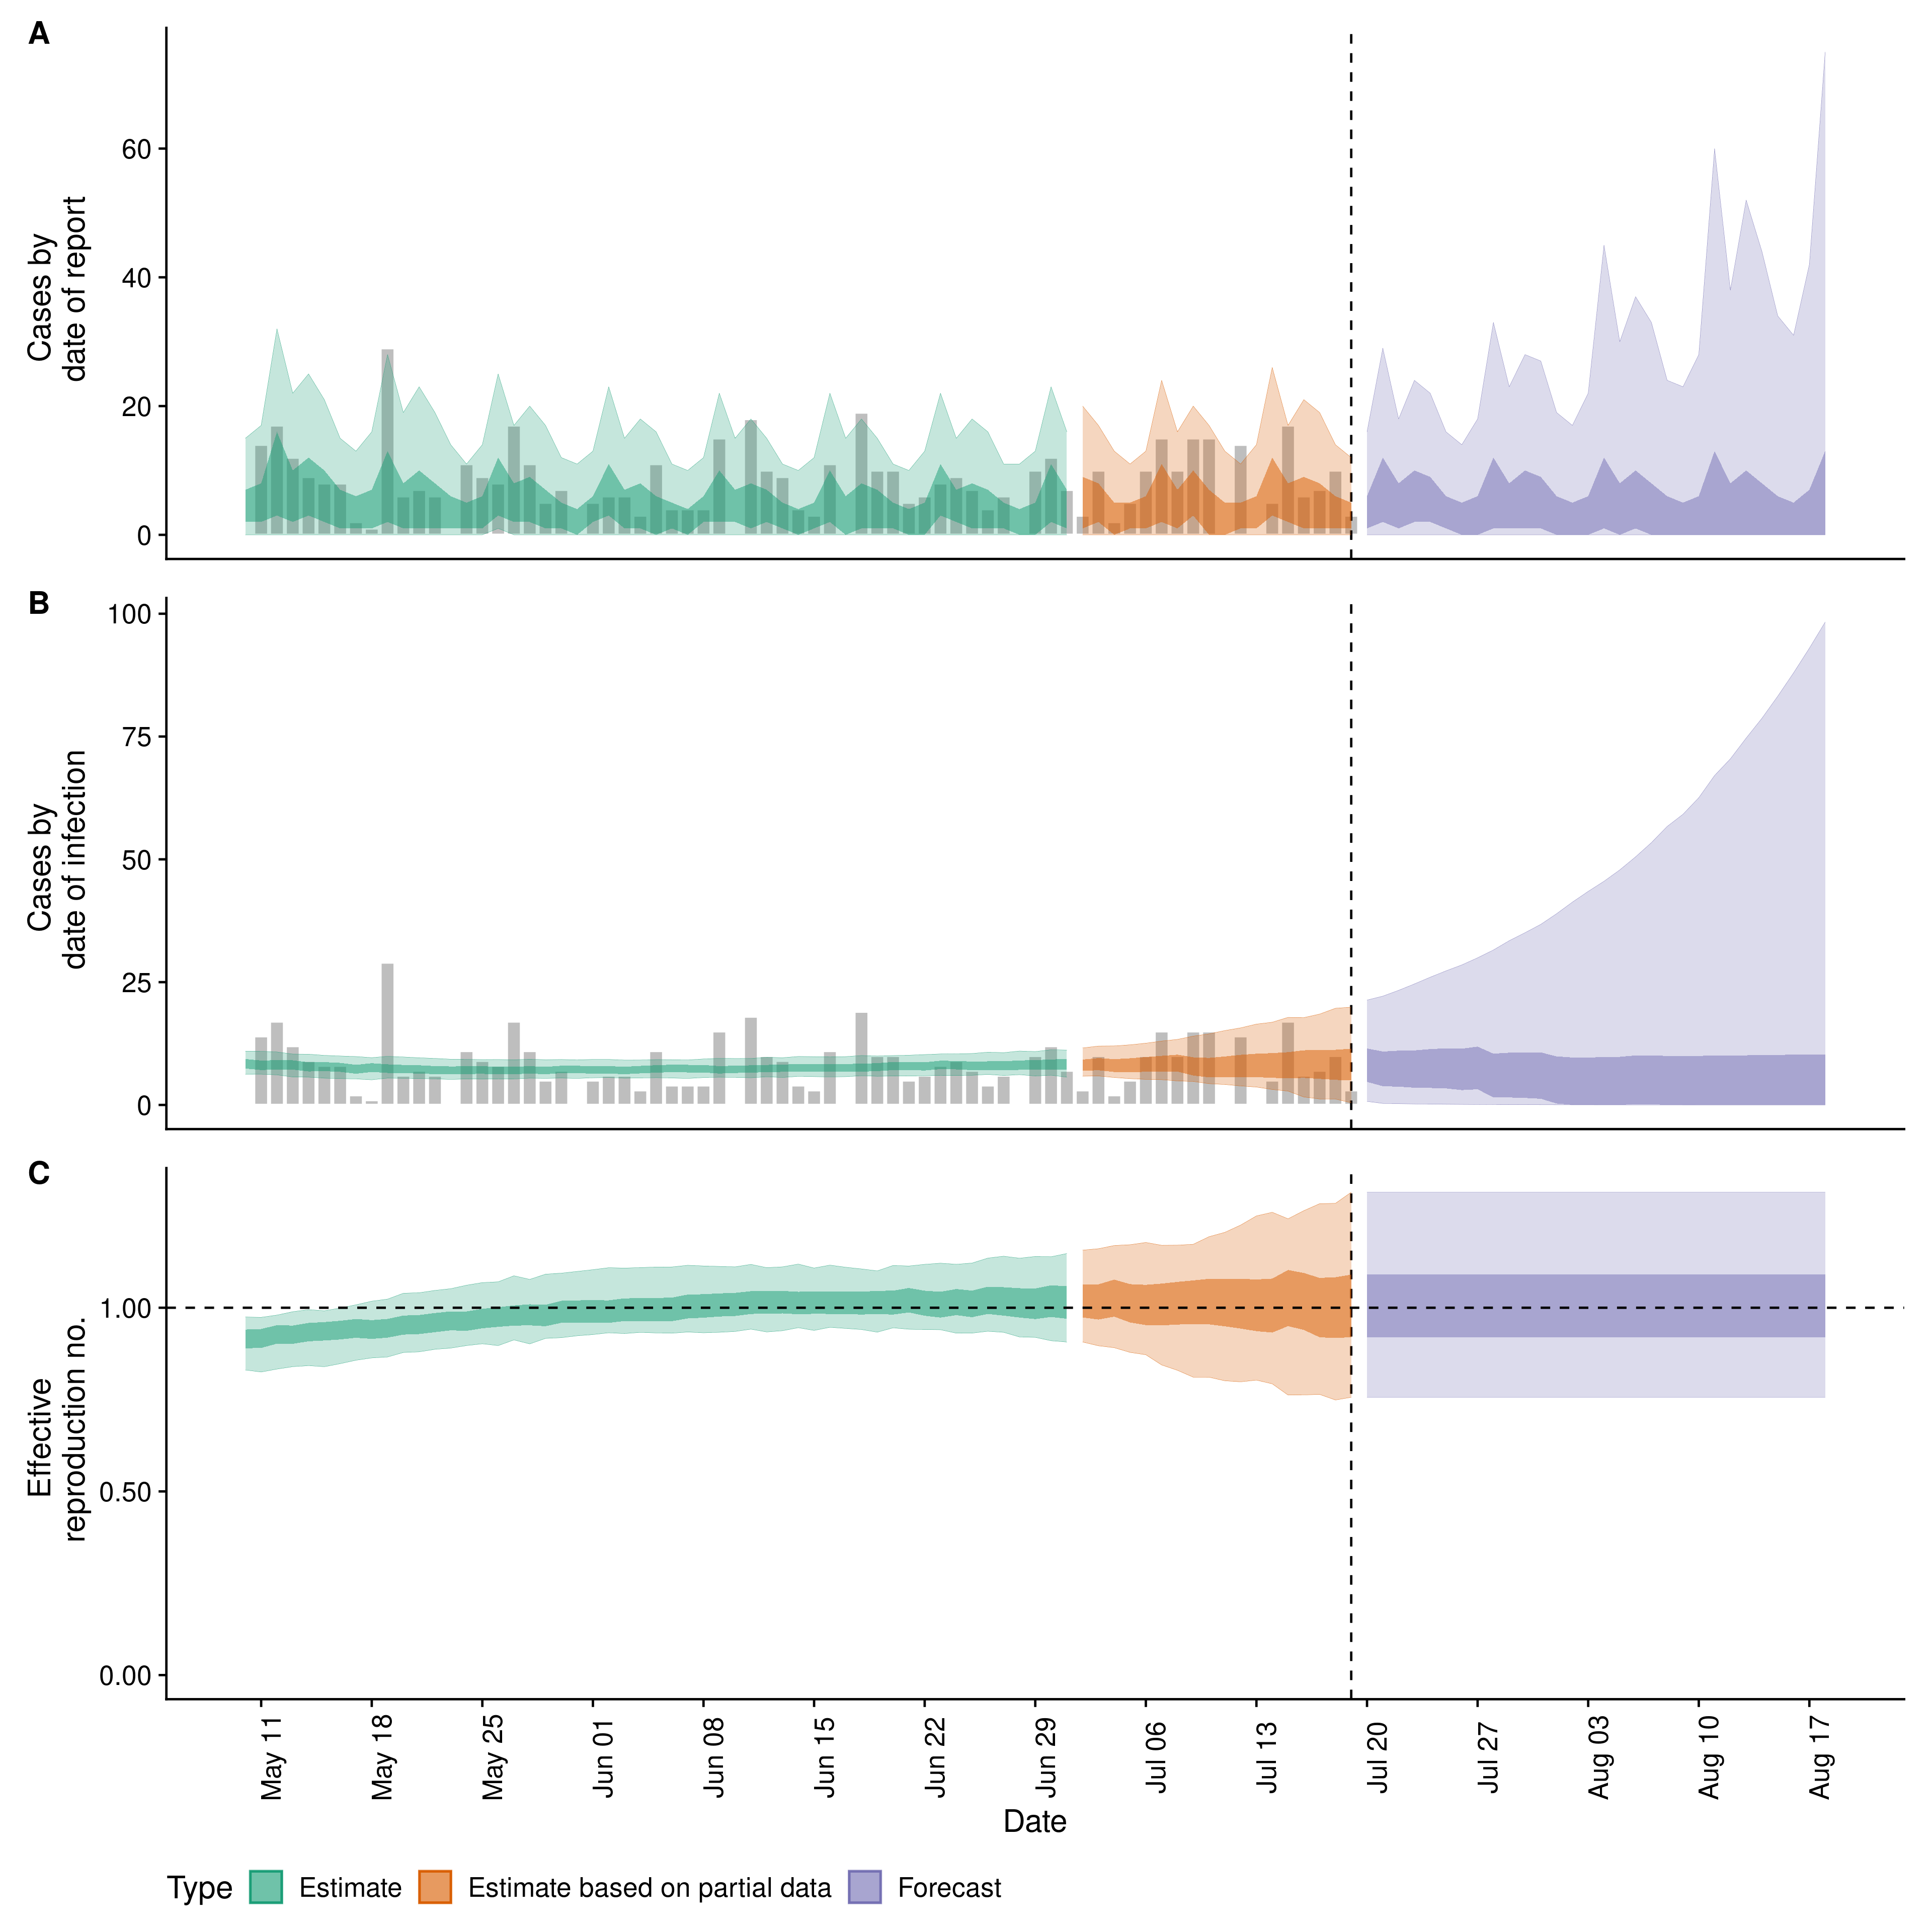 A
Cases by
date of report
60
40
20
0
B
Cases by
date of infection
100
75
50
25
0
C
Effective
reproduction no.
1.00
0.50
0.00
May 11
May 18
May 25
Jun 01
Jun 08
Jun 15
Jun 22
Jun 29
Jul 06
Jul 13
Jul 20
Jul 27
Aug 03
Aug 10
Aug 17
Date
Type Estimate Estimate based on partial data Forecast